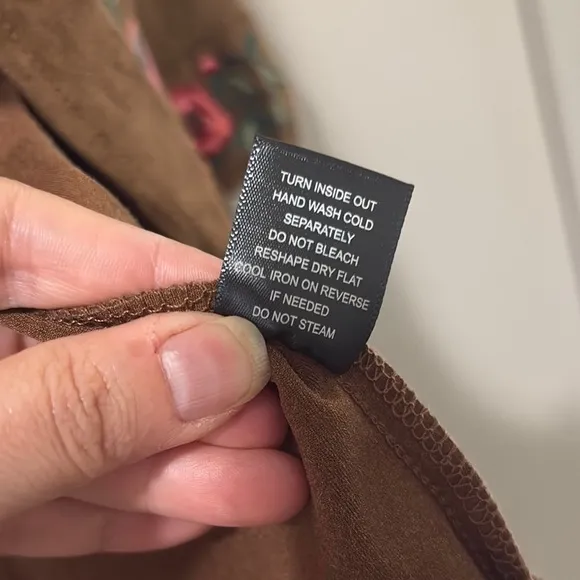 TURN INSIDE OUT
HAND WASH COLD
SEPARATELY
DO NOT BLEACH
RESHAPE DRY FLAT
COOL IRON ON REVERSE
IF NEEDED
DO NOT STEAM